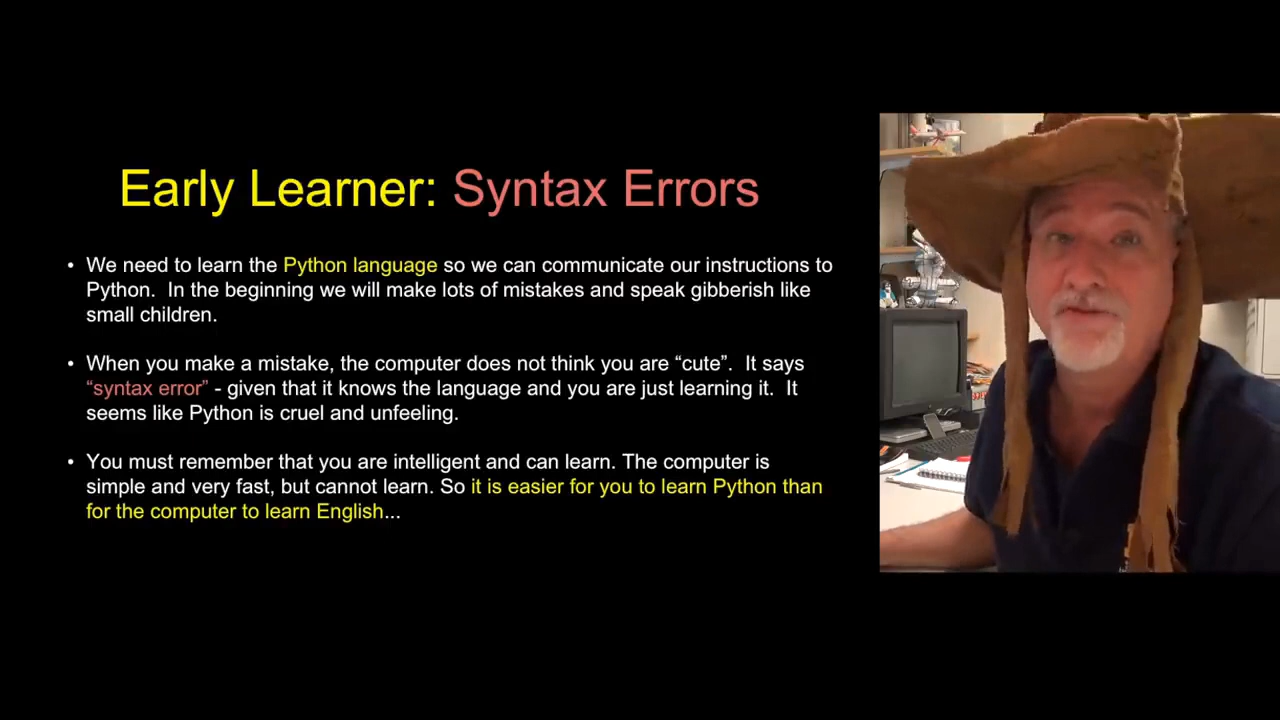 Early Learner: Syntax Errors
• We need to learn the Python language so we can communicate our instructions to
Python.  In the beginning we will make lots of mistakes and speak gibberish like
small children.
• When you make a mistake, the computer does not think you are “cute”.  It says
“syntax error” - given that it knows the language and you are just learning it.  It
seems like Python is cruel and unfeeling.
• You must remember that you are intelligent and can learn. The computer is
simple and very fast, but cannot learn. So it is easier for you to learn Python than
for the computer to learn English...